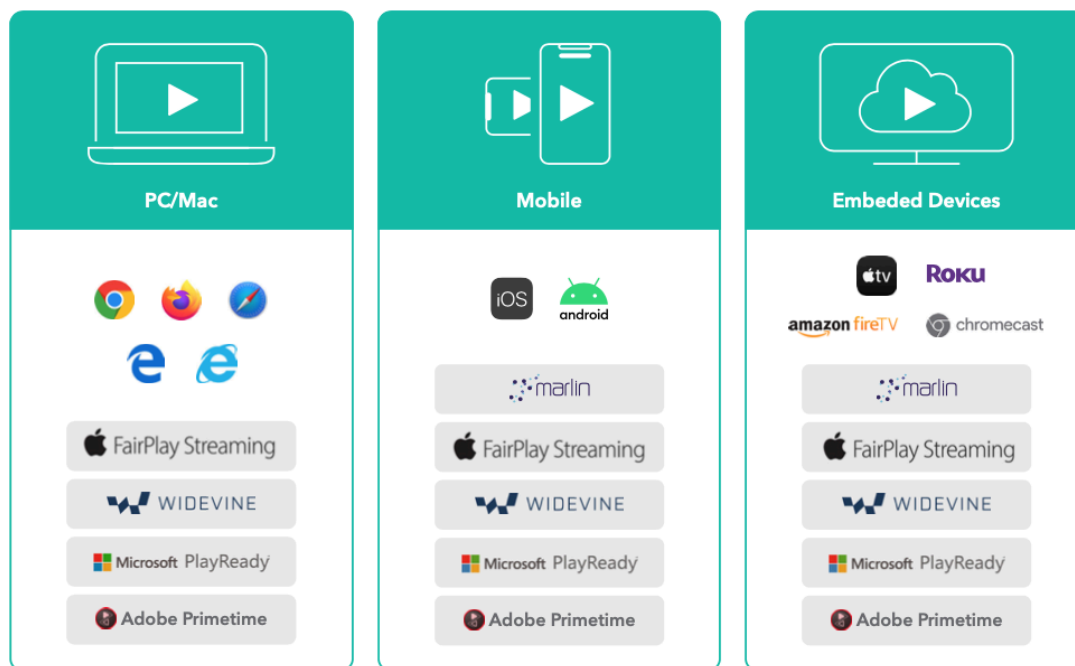 PC/Mac
FairPlay Streaming
WIDEVINE
Microsoft PlayReady
Adobe Primetime
Mobile
iOS
android
marlin
FairPlay Streaming
WIDEVINE
Microsoft PlayReady
Adobe Primetime
Embeded Devices
tv
Roku
amazon fireTV
chromecast
marlin
FairPlay Streaming
WIDEVINE
Microsoft PlayReady
Adobe Primetime